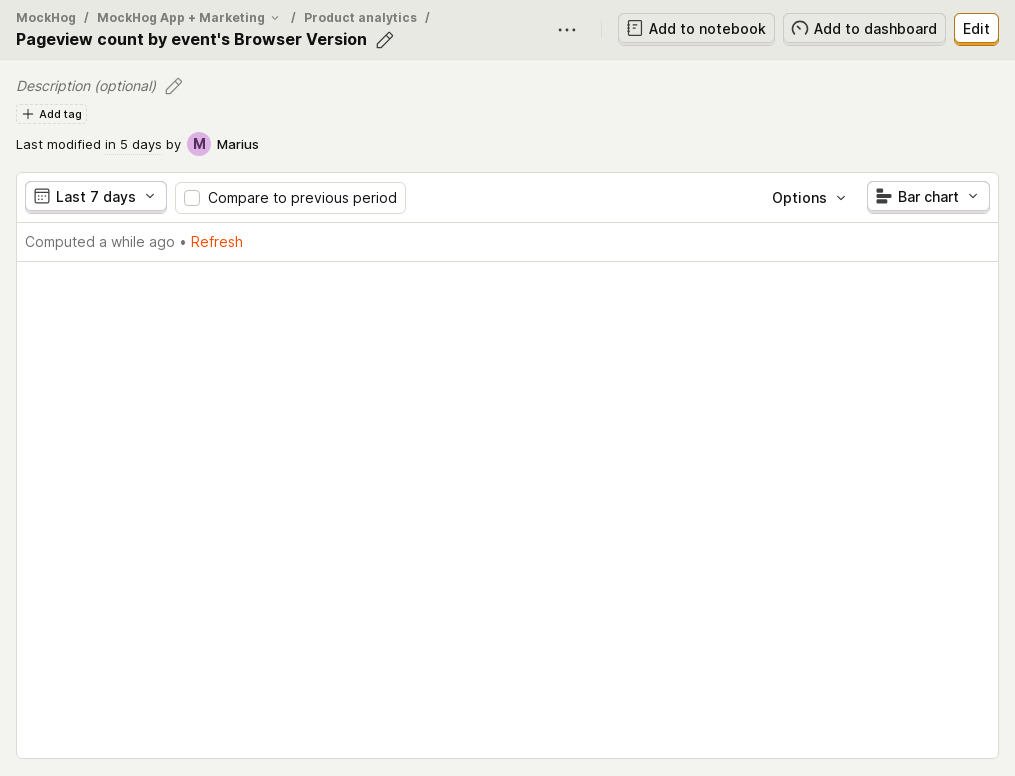 MockHog / MockHog App + Marketing / Product analytics /
Pageview count by event's Browser Version
Add to notebook
Add to dashboard
Edit
Description (optional)
Add tag
Last modified in 5 days by M Marius
Last 7 days
Compare to previous period
Options
Bar chart
Computed a while ago • Refresh